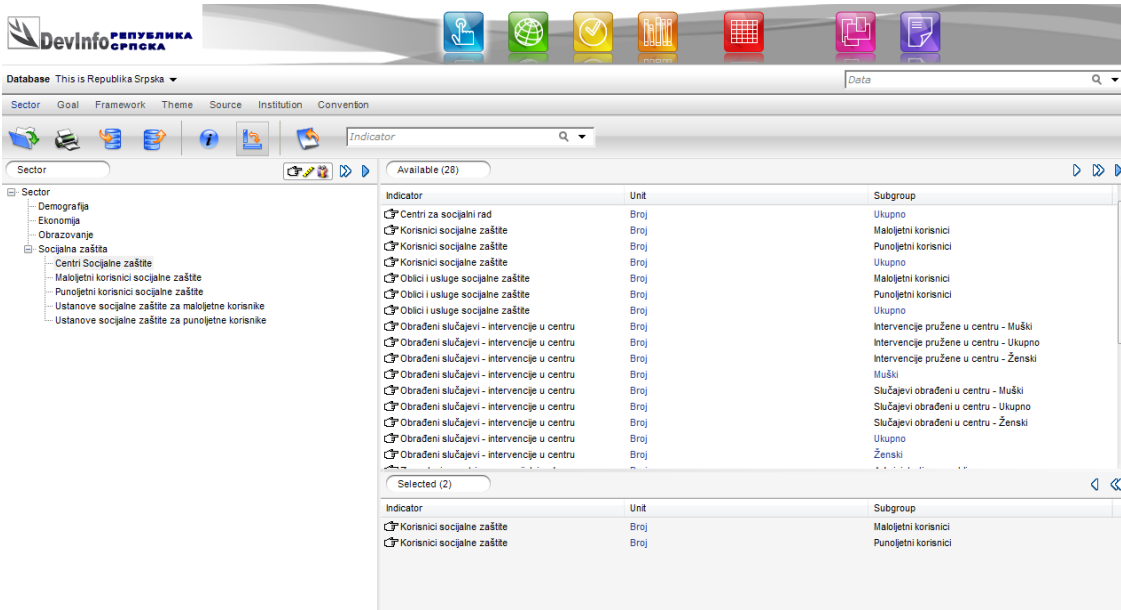 DevInfo РЕПУБЛИКА СРПСКА
Database This is Republika Srpska
Data
Sector Goal Framework Theme Source Institution Convention
Indicator
Sector
Available (28)
Sector
Demografija
Ekonomija
Obrazovanje
Socijalna zaštita
Centri Socijalne zaštite
Maloljetni korisnici socijalne zaštite
Punoljetni korisnici socijalne zaštite
Ustanove socijalne zaštite za maloljetne korisnike
Ustanove socijalne zaštite za punoljetne korisnike
Indicator Unit Subgroup
Centri za socijalni rad Broj Ukupno
Korisnici socijalne zaštite Broj Maloljetni korisnici
Korisnici socijalne zaštite Broj Punoljetni korisnici
Korisnici socijalne zaštite Broj Ukupno
Oblici i usluge socijalne zaštite Broj Maloljetni korisnici
Oblici i usluge socijalne zaštite Broj Punoljetni korisnici
Oblici i usluge socijalne zaštite Broj Ukupno
Obrađeni slučajevi - intervencije u centru Broj Intervencije pružene u centru - Muški
Obrađeni slučajevi - intervencije u centru Broj Intervencije pružene u centru - Ukupno
Obrađeni slučajevi - intervencije u centru Broj Intervencije pružene u centru - Ženski
Obrađeni slučajevi - intervencije u centru Broj Muški
Obrađeni slučajevi - intervencije u centru Broj Slučajevi obrađeni u centru - Muški
Obrađeni slučajevi - intervencije u centru Broj Slučajevi obrađeni u centru - Ukupno
Obrađeni slučajevi - intervencije u centru Broj Slučajevi obrađeni u centru - Ženski
Obrađeni slučajevi - intervencije u centru Broj Ukupno
Obrađeni slučajevi - intervencije u centru Broj Ženski
Selected (2)
Indicator Unit Subgroup
Korisnici socijalne zaštite Broj Maloljetni korisnici
Korisnici socijalne zaštite Broj Punoljetni korisnici